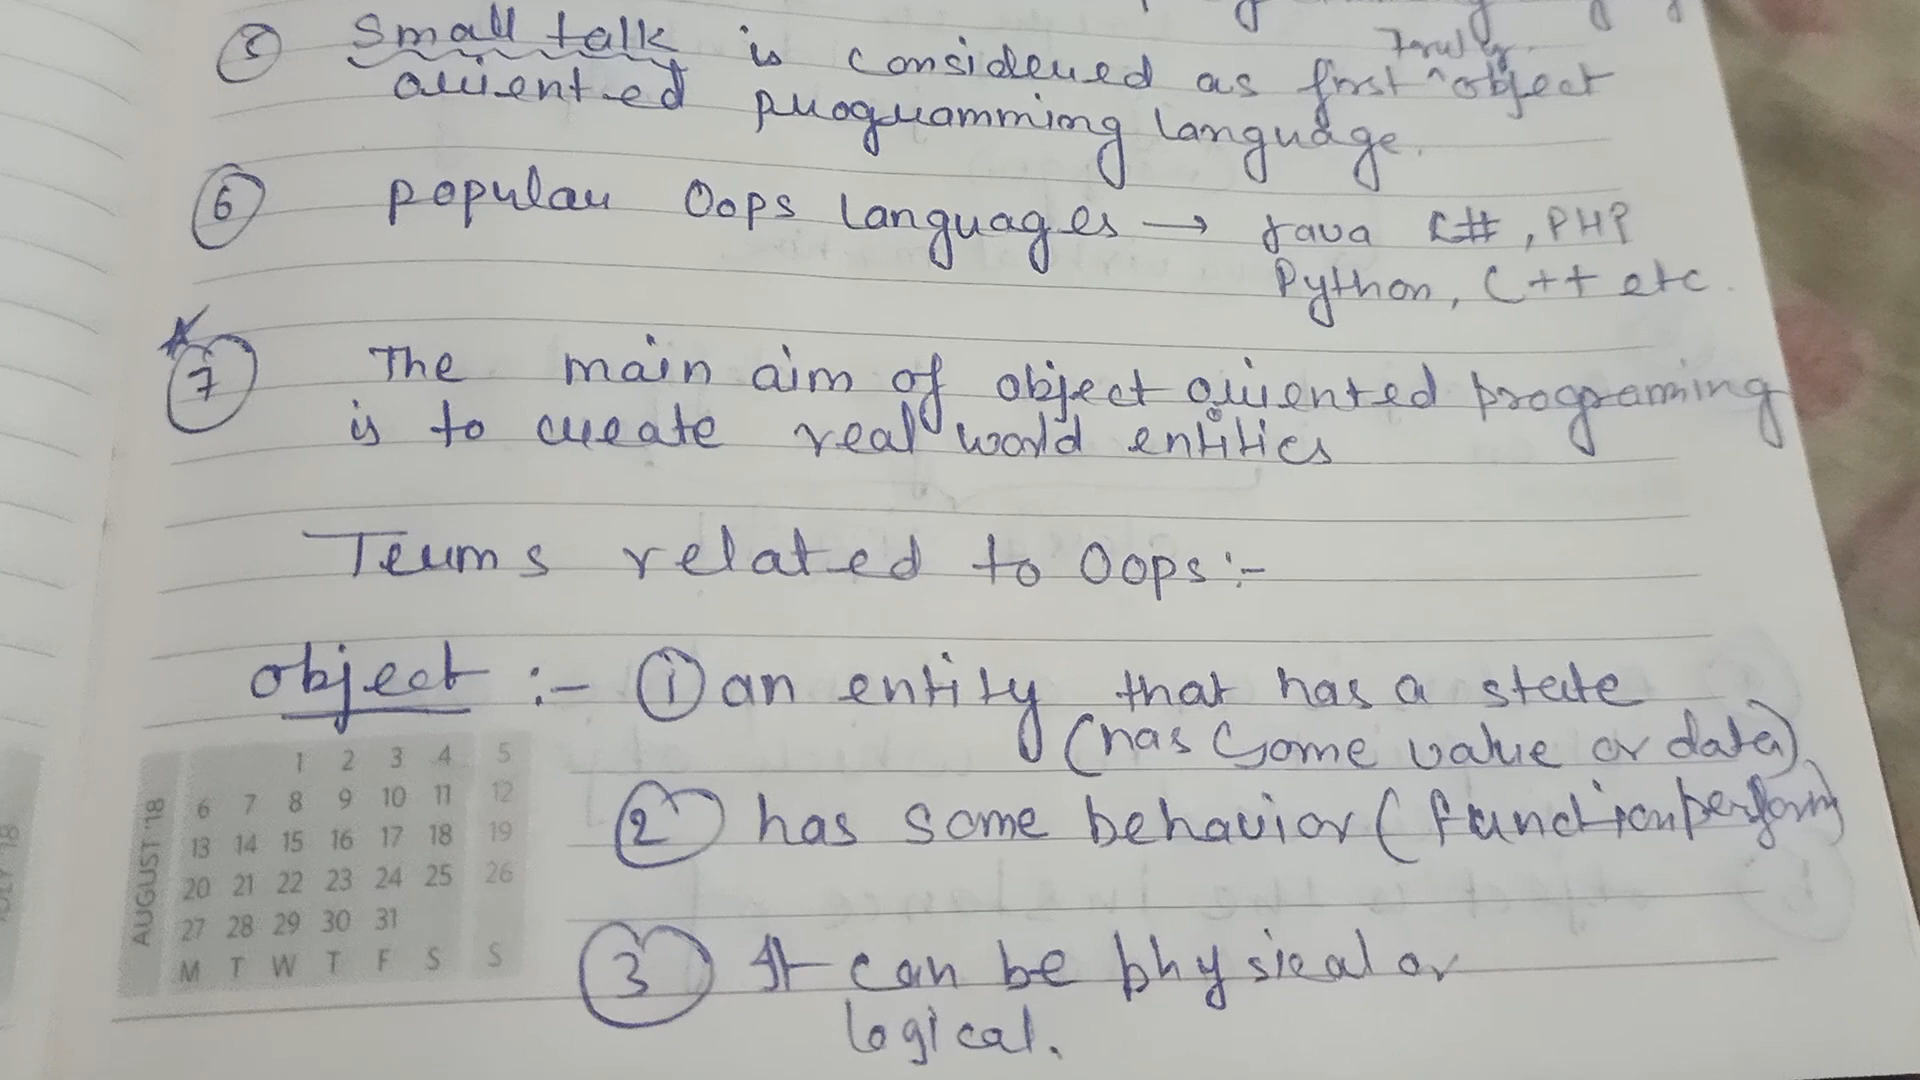 Truly
⑤ Small talk is considered as first ^ object
oriented programming language.
⑥ popular Oops languages → Java C#, PHP
Python, C++ etc.
⑦ The main aim of object oriented programing
is to create real world entities
Terms related to Oops :-
object :- ① an entity that has a state
(has some value or data)
② has some behavior (function perform)
③ It can be physical or
logical.
AUGUST '18
1 2 3 4 5
6 7 8 9 10 11 12
13 14 15 16 17 18 19
20 21 22 23 24 25 26
27 28 29 30 31
M T W T F S S